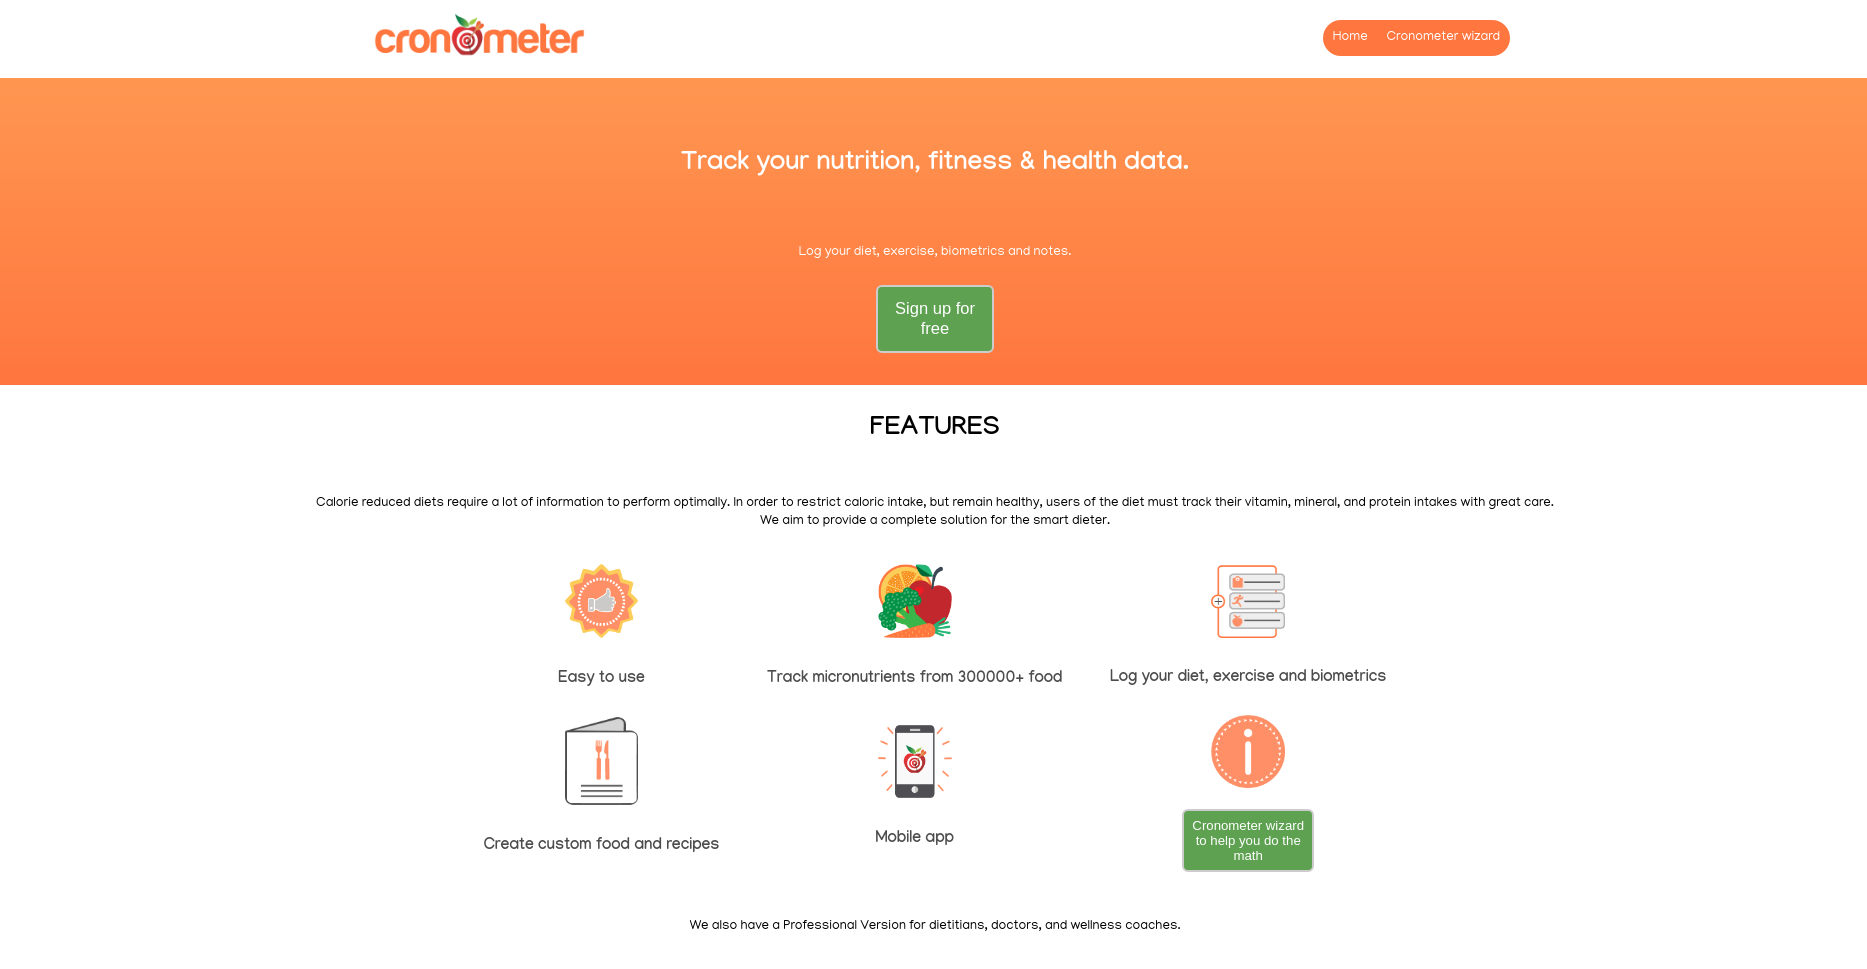 cronometer
Home Cronometer wizard
Track your nutrition, fitness & health data.
Log your diet, exercise, biometrics and notes.
Sign up for
free
FEATURES
Calorie reduced diets require a lot of information to perform optimally. In order to restrict caloric intake, but remain healthy, users of the diet must track their vitamin, mineral, and protein intakes with great care.
We aim to provide a complete solution for the smart dieter.
Easy to use
Track micronutrients from 300000+ food
Log your diet, exercise and biometrics
Create custom food and recipes
Mobile app
Cronometer wizard
to help you do the
math
We also have a Professional Version for dietitians, doctors, and wellness coaches.